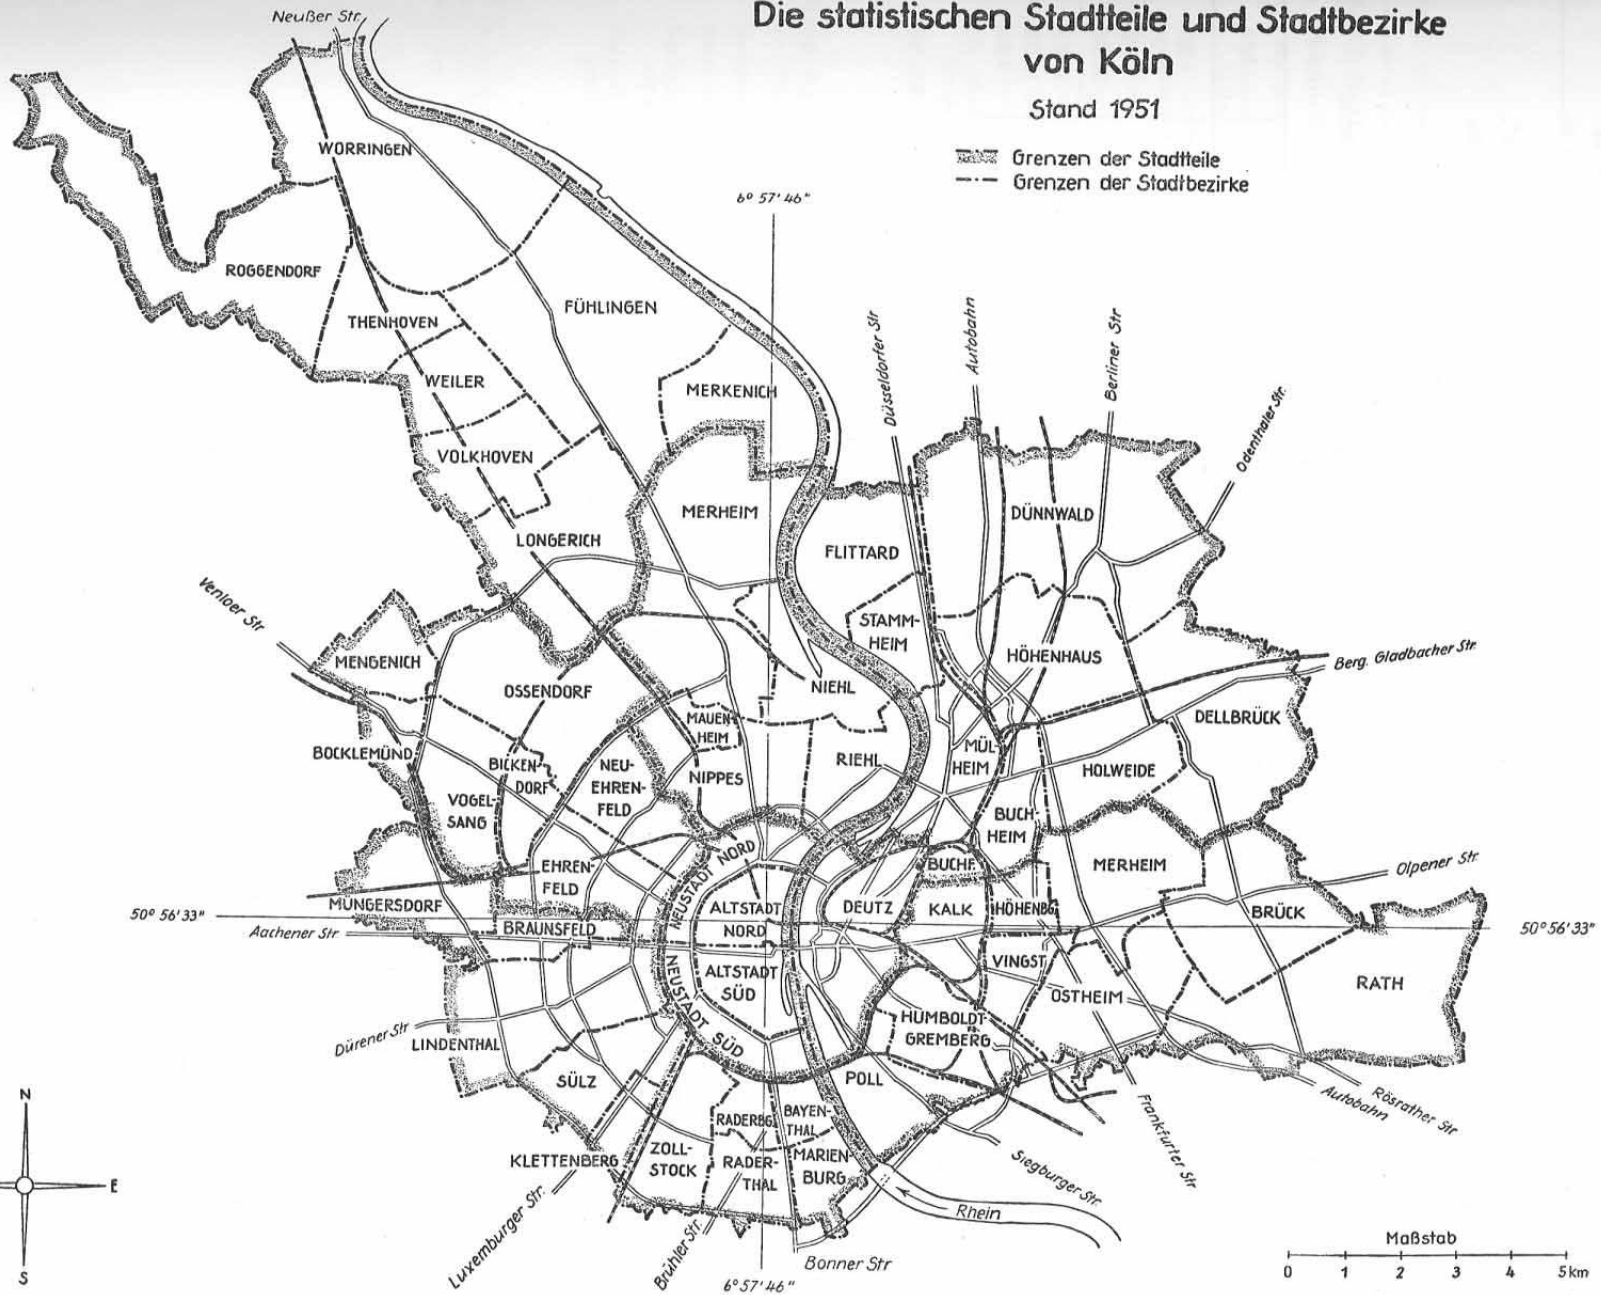 Die statistischen Stadtteile und Stadtbezirke
von Köln
Stand 1951
Grenzen der Stadtteile
Grenzen der Stadtbezirke
Neußer Str.
WORRINGEN
6° 57' 46"
ROGGENDORF
FÜHLINGEN
THENHOVEN
WEILER
MERKENICH
VOLKHOVEN
Düsseldorfer Str
Autobahn
Berliner Str
Odenthaler Str.
MERHEIM
DÜNNWALD
LONGERICH
FLITTARD
Venloer Str
STAMM-
HEIM
MENGENICH
HÖHENHAUS
Berg. Gladbacher Str.
OSSENDORF
NIEHL
MAUEN-
HEIM
DELLBRÜCK
BOCKLEMÜND
BICKEN-
DORF
NEU-
EHREN-
FELD
NIPPES
RIEHL
MÜL-
HEIM
HOLWEIDE
VOGEL-
SANG
BUCH-
HEIM
NEUSTADT NORD
EHREN-
FELD
BUCHF.
MERHEIM
Olpener Str.
MÜNGERSDORF
50° 56' 33"
ALTSTADT
NORD
DEUTZ
KALK
HÖHENBG.
BRÜCK
50° 56' 33"
Aachener Str.
BRAUNSFELD
VINGST
ALTSTADT
SÜD
NEUSTADT SÜD
RATH
OSTHEIM
Dürener Str
LINDENTHAL
HUMBOLDT
GREMBERG
SÜLZ
POLL
RADERBG.
BAYEN-
THAL
Autobahn
Rösrather Str
Frankfurter Str
KLETTENBERG
ZOLL-
STOCK
RADER-
THAL
MARIEN-
BURG
Siegburger Str.
Luxemburger Str.
Brühler Str.
Rhein
Bonner Str
6° 57' 46"
N
E
S
Maßstab
0 1 2 3 4 5 km